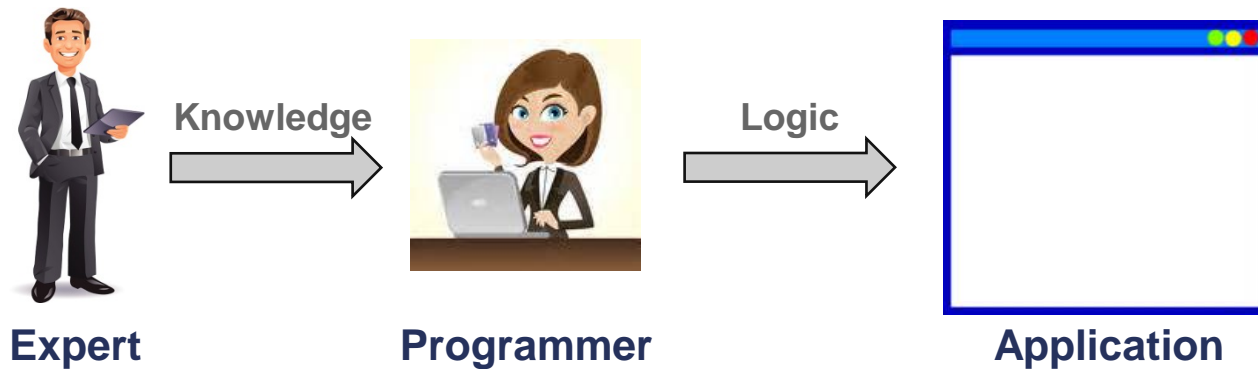 Knowledge
Logic
Expert
Programmer
Application